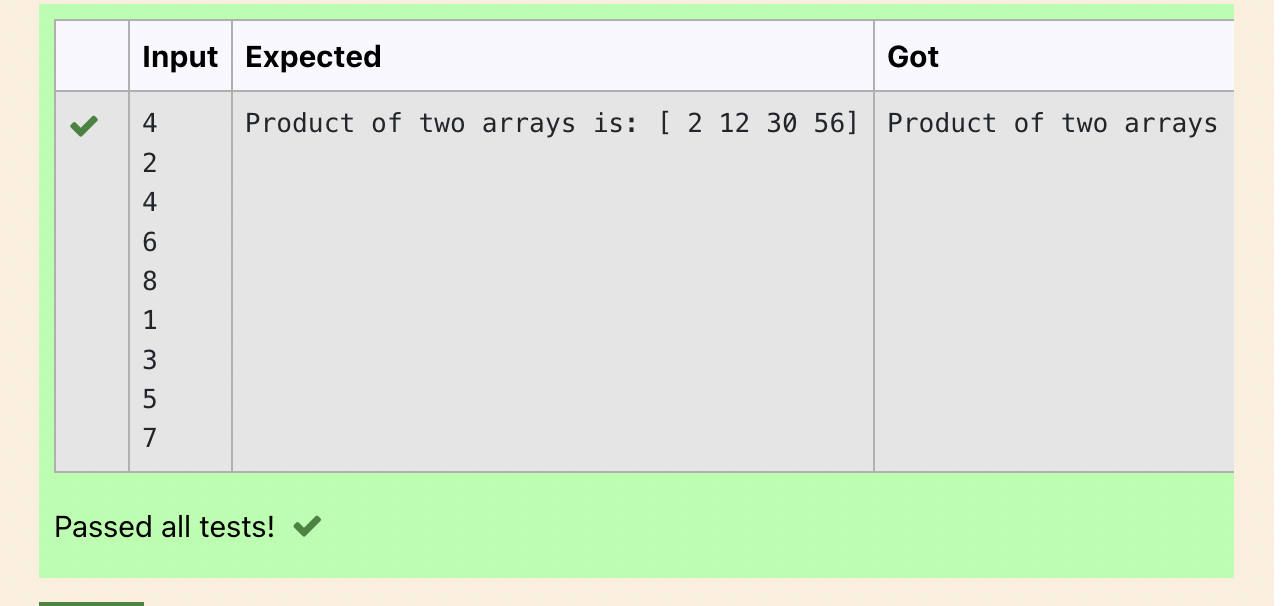 Input Expected Got
4 Product of two arrays is: [ 2 12 30 56] Product of two arrays
2
4
6
8
1
3
5
7
Passed all tests!